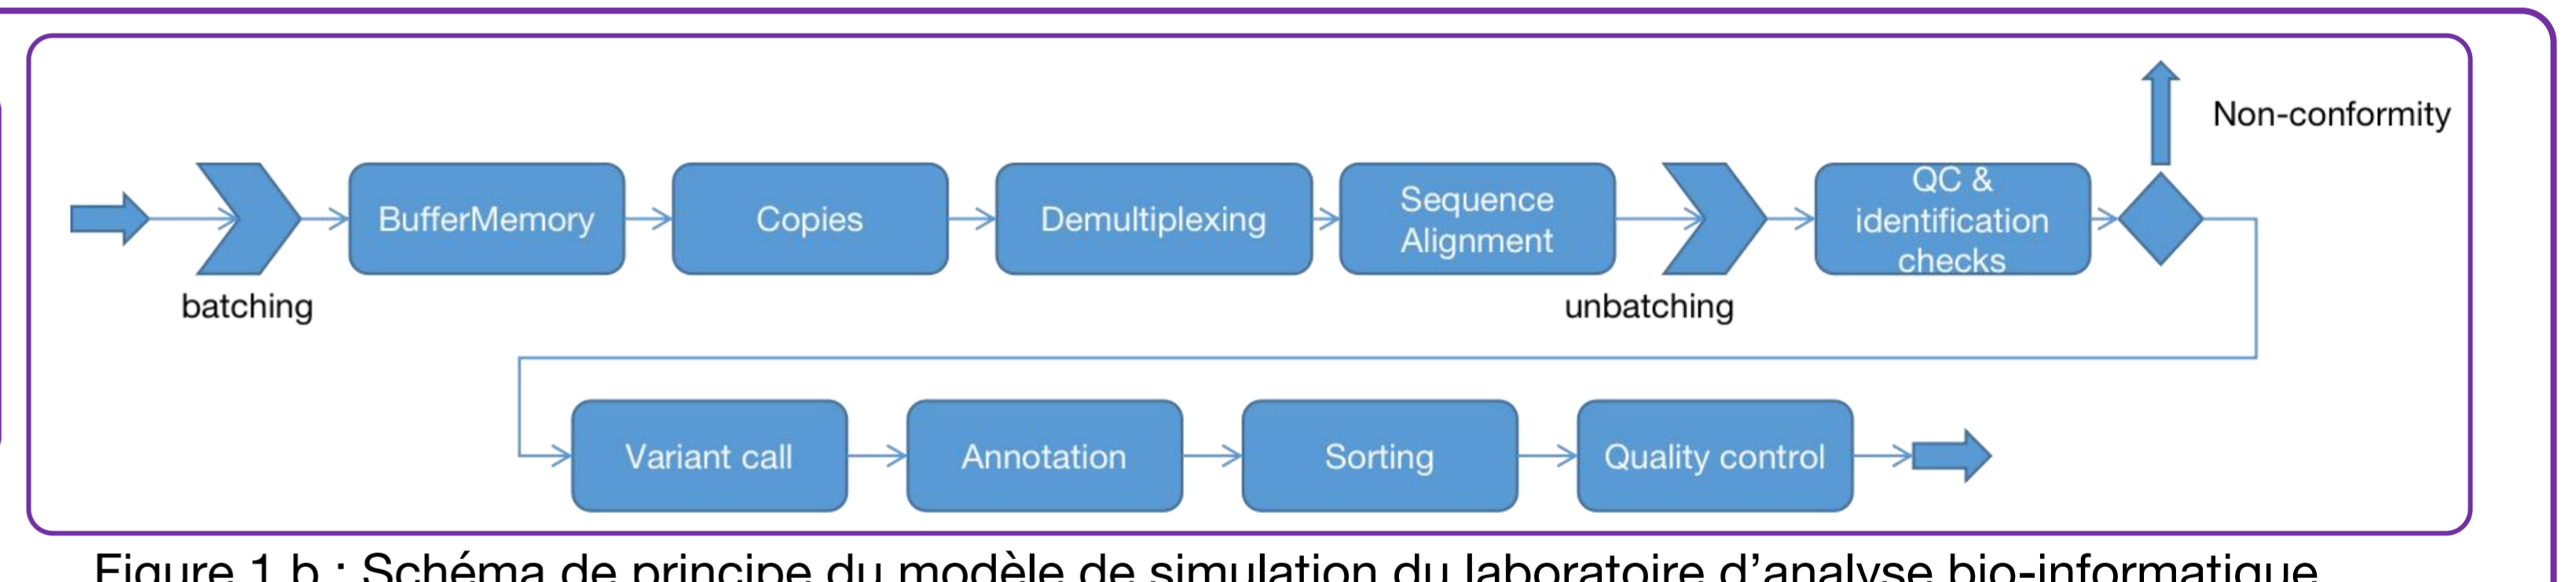 Non-conformity
BufferMemory
Copies
Demultiplexing
Sequence
Alignment
QC &
identification
checks
batching
unbatching
Variant call
Annotation
Sorting
Quality control
Figure 1 b : Schéma de principe du modèle de simulation du laboratoire d’analyse bio-informatique